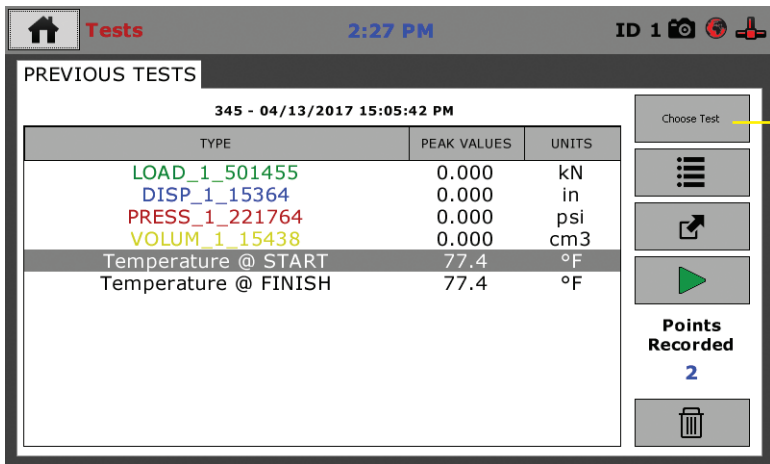 Tests 2:27 PM ID 1
PREVIOUS TESTS
345 - 04/13/2017 15:05:42 PM
Choose Test
TYPE PEAK VALUES UNITS
LOAD_1_501455 0.000 kN
DISP_1_15364 0.000 in
PRESS_1_221764 0.000 psi
VOLUM_1_15438 0.000 cm3
Temperature @ START 77.4 °F
Temperature @ FINISH 77.4 °F
Points
Recorded
2